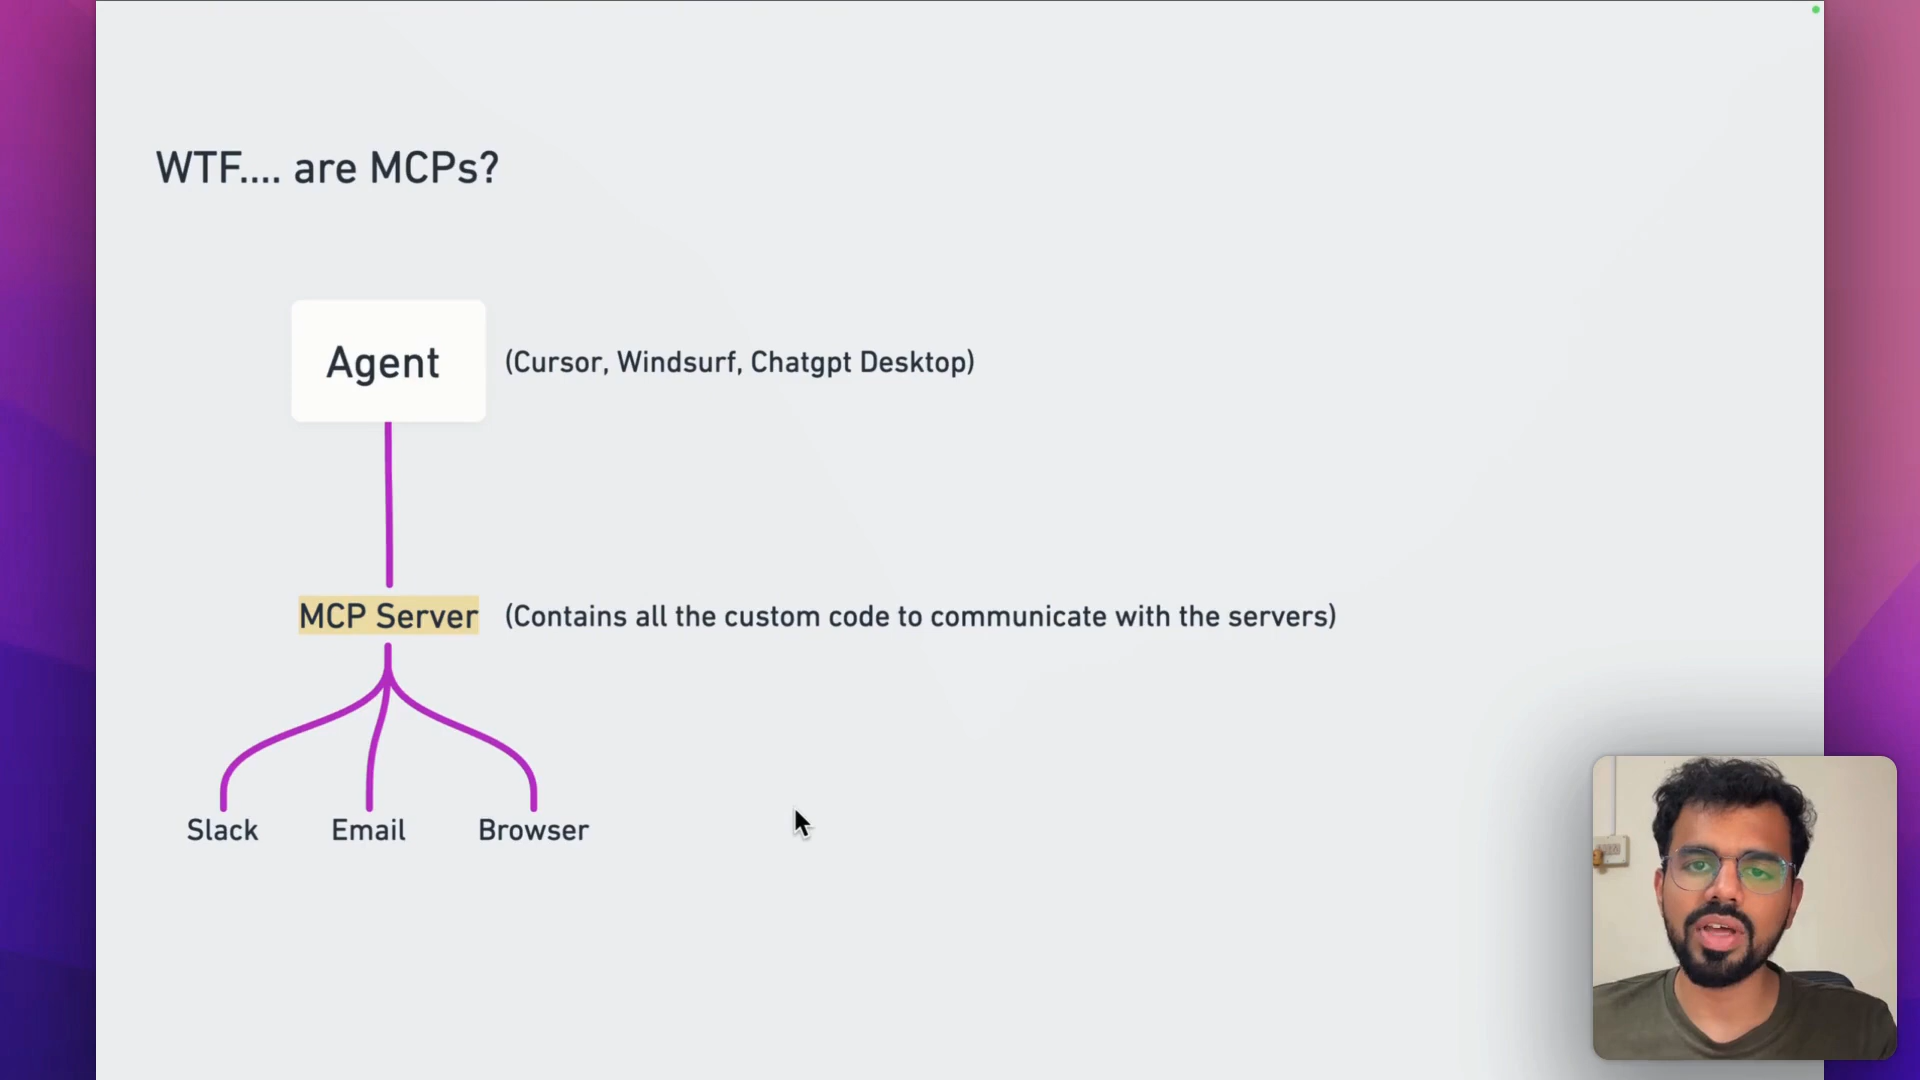 WTF.... are MCPs?
Agent (Cursor, Windsurf, Chatgpt Desktop)
MCP Server (Contains all the custom code to communicate with the servers)
Slack Email Browser